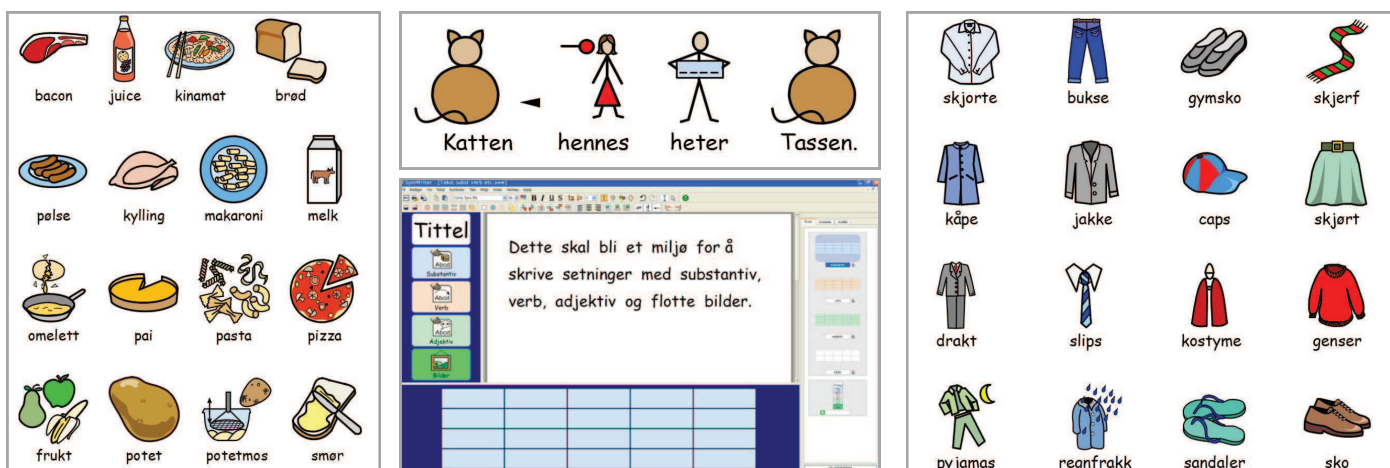 bacon juice kinamat brød
pølse kylling makaroni melk
omelett pai pasta pizza
frukt potet potetmos smør
Katten hennes heter Tassen.
Tittel
Substantiv
Verb
Adjektiv
Bilder
Dette skal bli et miljø for å
skrive setninger med substantiv,
verb, adjektiv og flotte bilder.
skjorte bukse gymsko skjerf
kåpe jakke caps skjørt
drakt slips kostyme genser
pyjamas regnfrakk sandaler sko